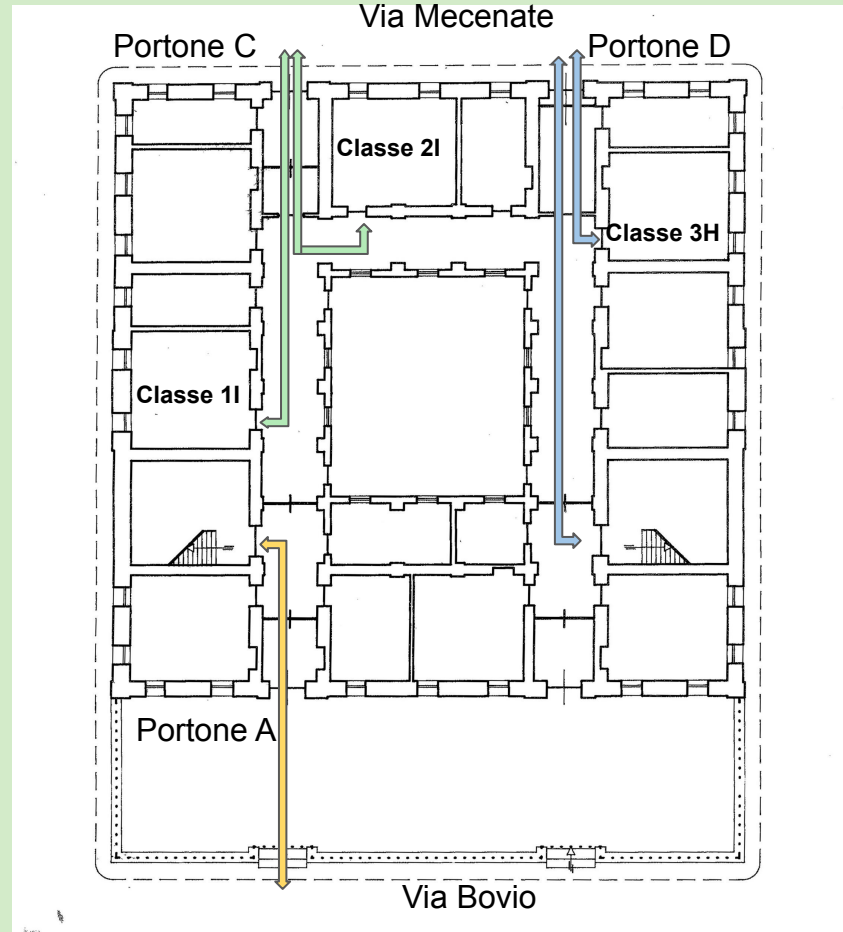 Via Mecenate
Portone C
Portone D
Classe 2I
Classe 3H
Classe 1I
Portone A
Via Bovio